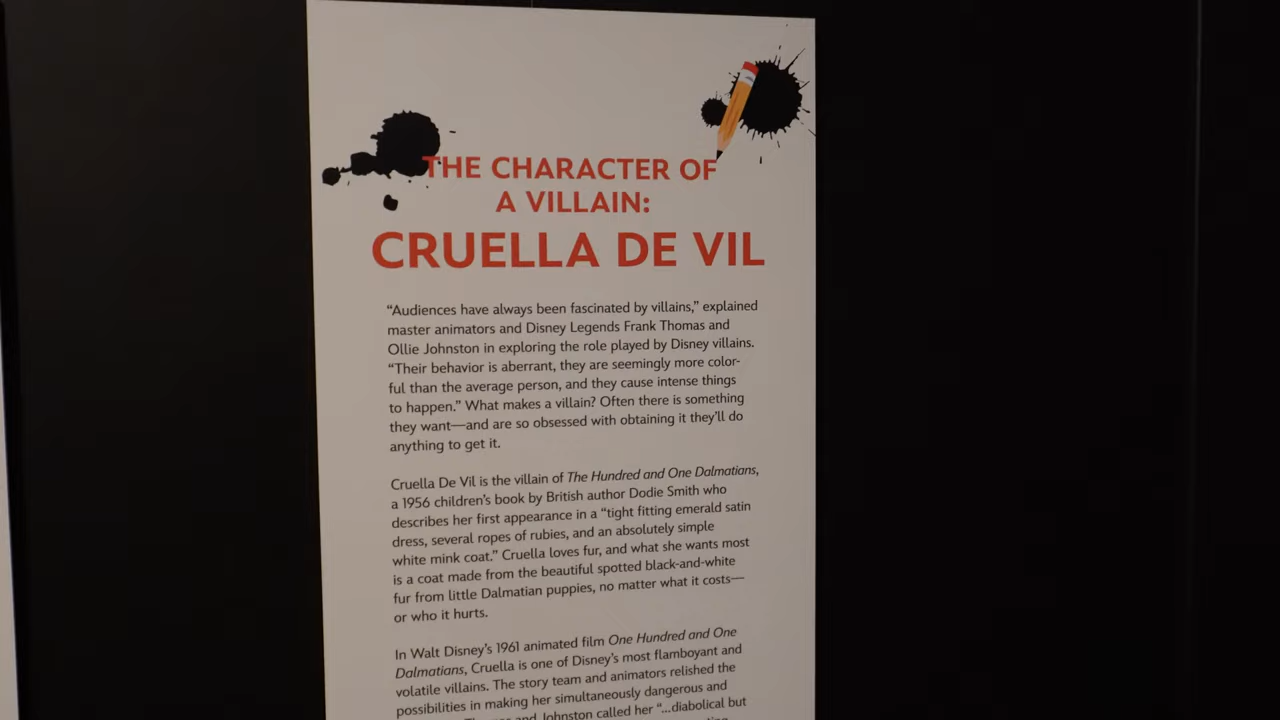 THE CHARACTER OF
A VILLAIN:
CRUELLA DE VIL
“Audiences have always been fascinated by villains,” explained
master animators and Disney Legends Frank Thomas and
Ollie Johnston in exploring the role played by Disney villains.
“Their behavior is aberrant, they are seemingly more color-
ful than the average person, and they cause intense things
to happen.” What makes a villain? Often there is something
they want—and are so obsessed with obtaining it they’ll do
anything to get it.
Cruella De Vil is the villain of The Hundred and One Dalmatians,
a 1956 children’s book by British author Dodie Smith who
describes her first appearance in a “tight fitting emerald satin
dress, several ropes of rubies, and an absolutely simple
white mink coat.” Cruella loves fur, and what she wants most
is a coat made from the beautiful spotted black-and-white
fur from little Dalmatian puppies, no matter what it costs—
or who it hurts.
In Walt Disney’s 1961 animated film One Hundred and One
Dalmatians, Cruella is one of Disney’s most flamboyant and
volatile villains. The story team and animators relished the
possibilities in making her simultaneously dangerous and
and Johnston called her “...diabolical but